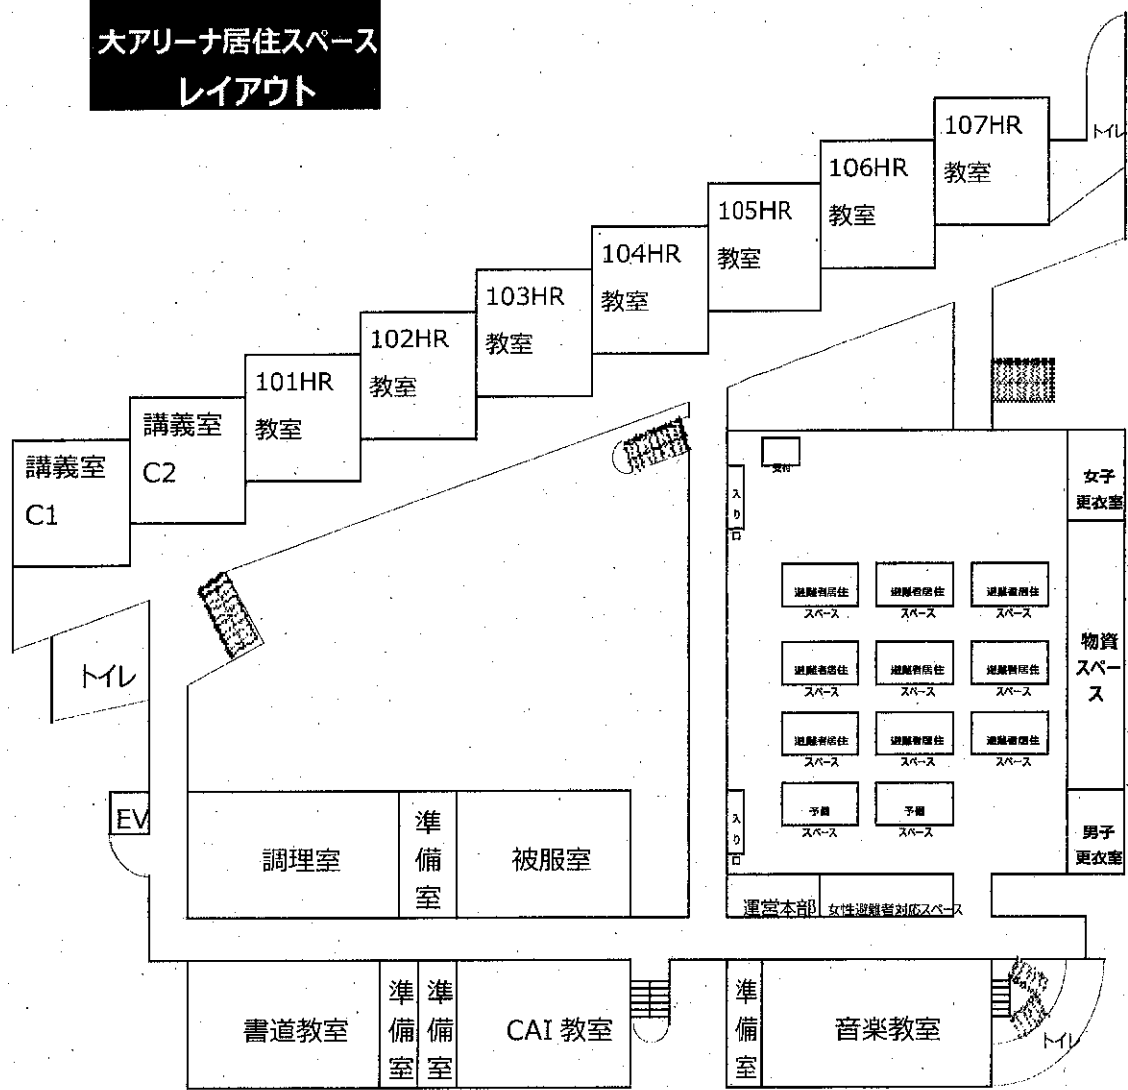 大アリーナ居住スペース
レイアウト
107HR
教室
トイレ
106HR
教室
105HR
教室
104HR
教室
103HR
教室
102HR
教室
101HR
教室
講義室
C2
講義室
C1
トイレ
EV
受付
入り口
女子
更衣室
避難者居住
スペース
避難者居住
スペース
避難者居住
スペース
避難者居住
スペース
避難者居住
スペース
避難者居住
スペース
避難者居住
スペース
避難者居住
スペース
避難者居住
スペース
予備
スペース
予備
スペース
物資
スペー
ス
入り口
男子
更衣室
調理室
準備室
被服室
運営本部
女性避難者対応スペース
書道教室
準備室
準備室
CAI 教室
準備室
音楽教室
トイレ